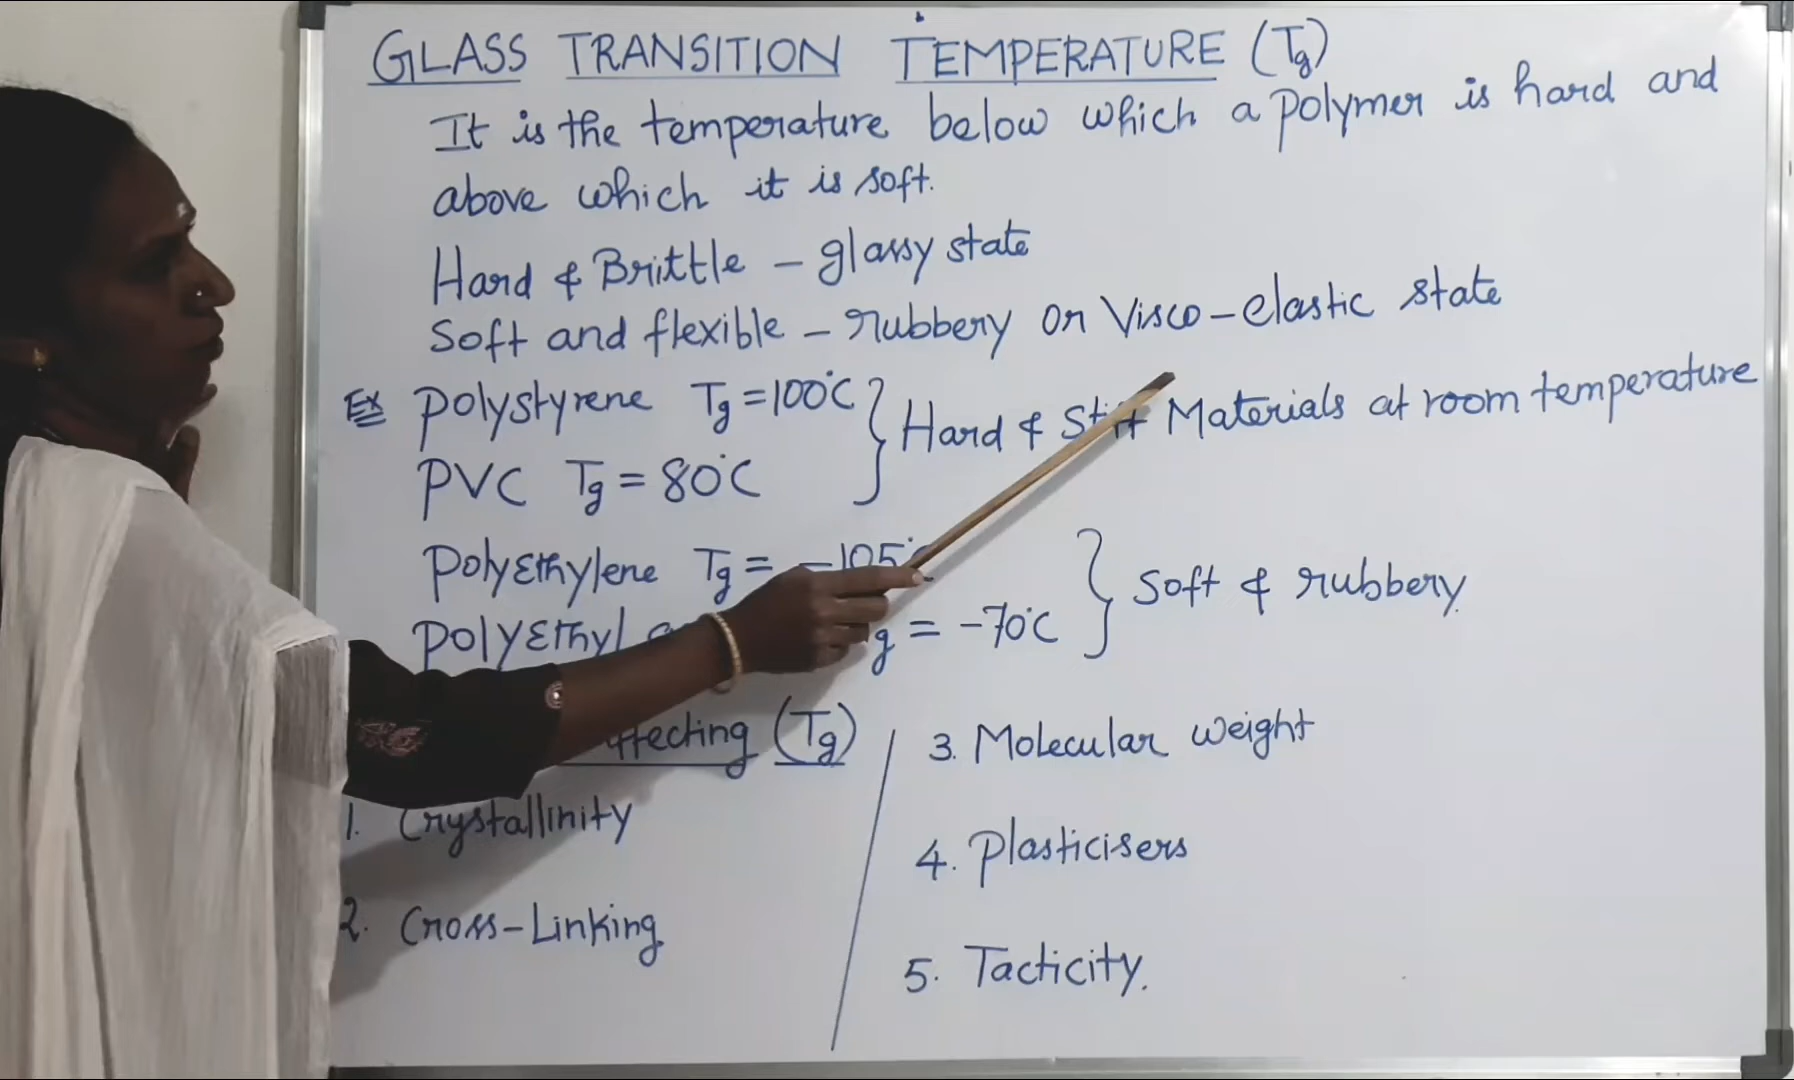 GLASS TRANSITION TEMPERATURE (Tg)
It is the temperature below which a polymer is hard and
above which it is soft.
Hard & Brittle – glassy state
Soft and flexible – rubbery or Visco-elastic state
Ex polystyrene Tg = 100°C } Hard & Stiff Materials at room temperature
PVC Tg = 80°C
polyEthylene Tg = -105°C } Soft & rubbery
polyEthyl g = -70°C
(Tg)
1. Crystallinity
2. Cross-Linking
3. Molecular weight
4. Plasticisers
5. Tacticity.